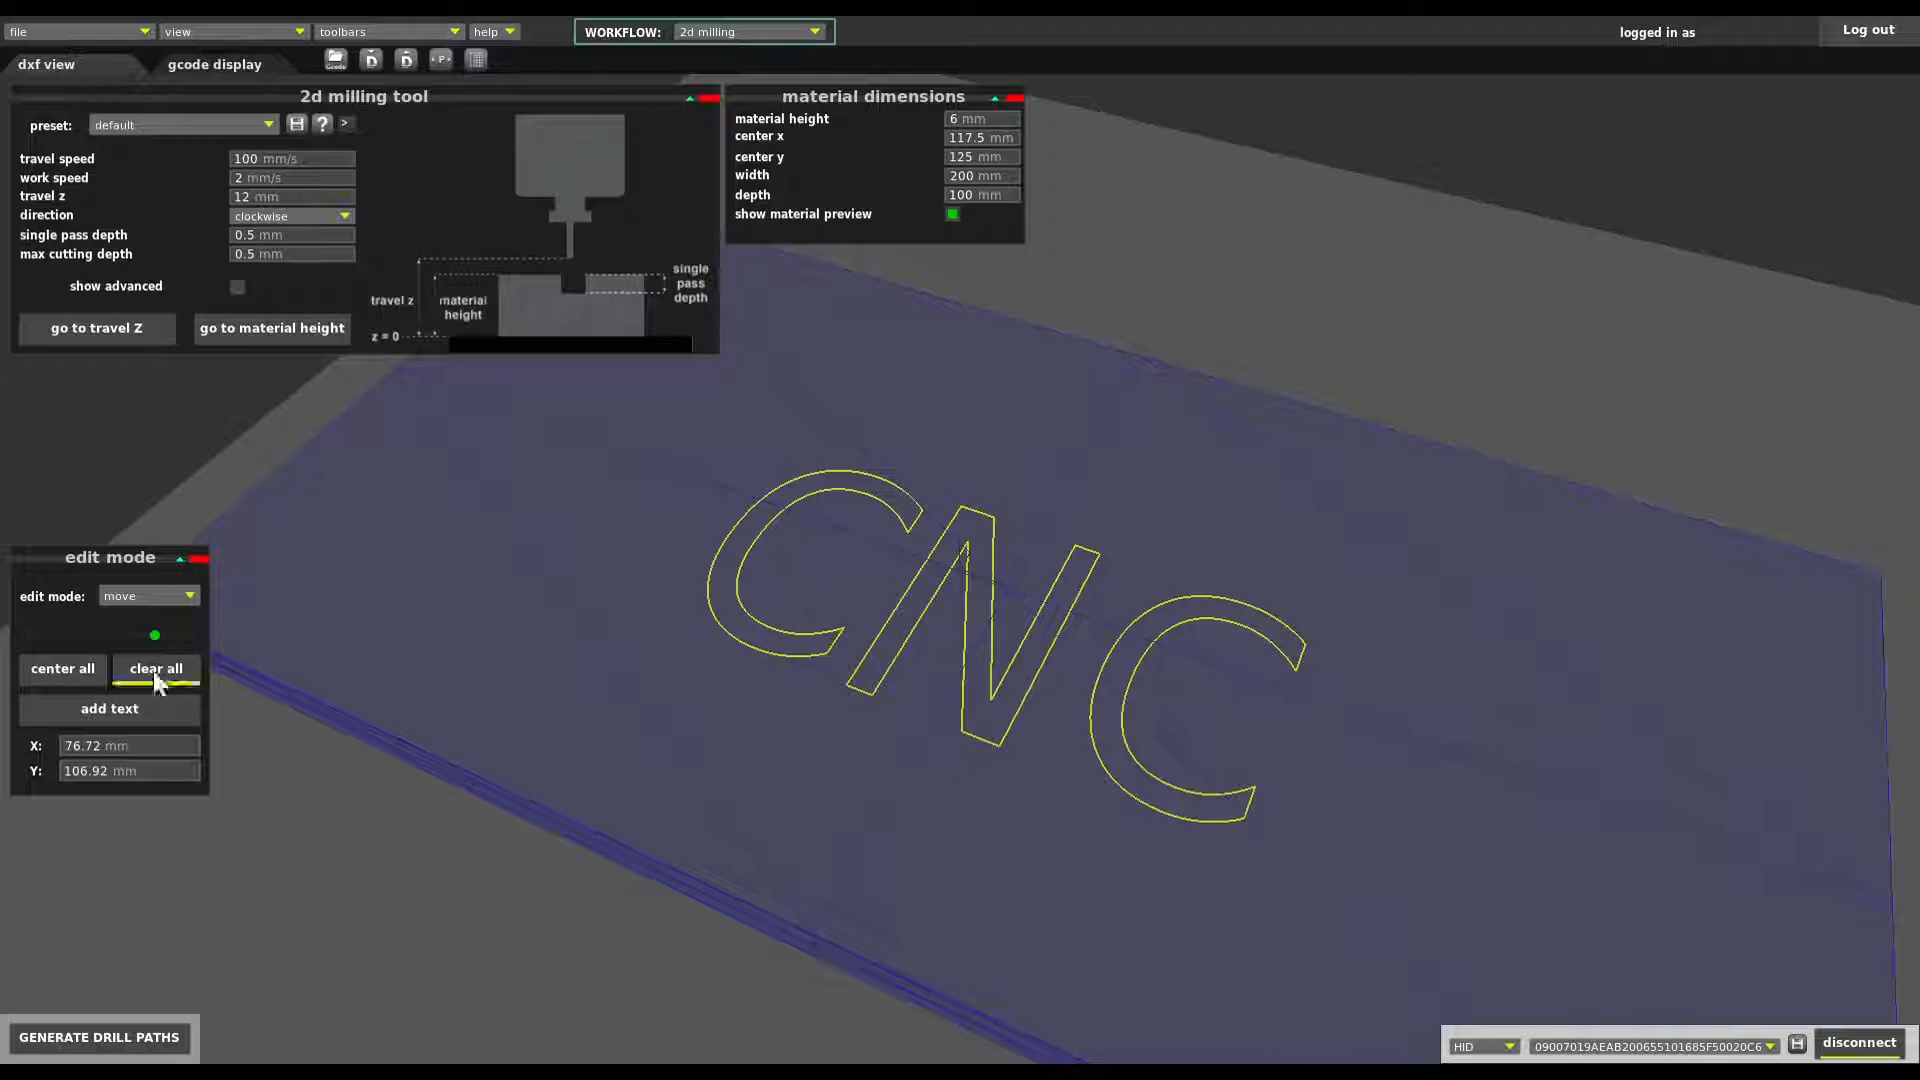 file
view
toolbars
help
WORKFLOW: 2d milling
logged in as
Log out
dxf view
gcode display
Gcode
D
D
P
2d milling tool
preset: default
?
>
travel speed 100 mm/s
work speed 2 mm/s
travel z 12 mm
direction clockwise
single pass depth 0.5 mm
max cutting depth 0.5 mm
show advanced
go to travel Z
go to material height
travel z
material
height
single
pass
depth
z = 0
material dimensions
material height 6 mm
center x 117.5 mm
center y 125 mm
width 200 mm
depth 100 mm
show material preview
CNC
edit mode
edit mode: move
center all
clear all
add text
X: 76.72 mm
Y: 106.92 mm
GENERATE DRILL PATHS
HID
09007019AEAB200655101685F50020C6
disconnect